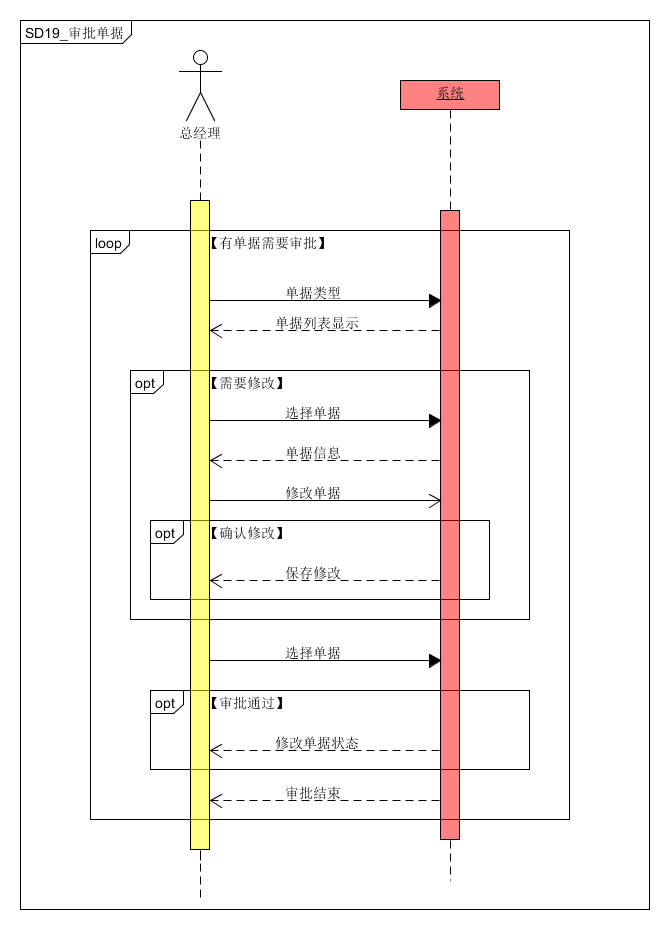 SD19_审批单据
系统
总经理
loop
【有单据需要审批】
单据类型
单据列表显示
opt
【需要修改】
选择单据
单据信息
修改单据
opt
【确认修改】
保存修改
选择单据
opt
【审批通过】
修改单据状态
审批结束